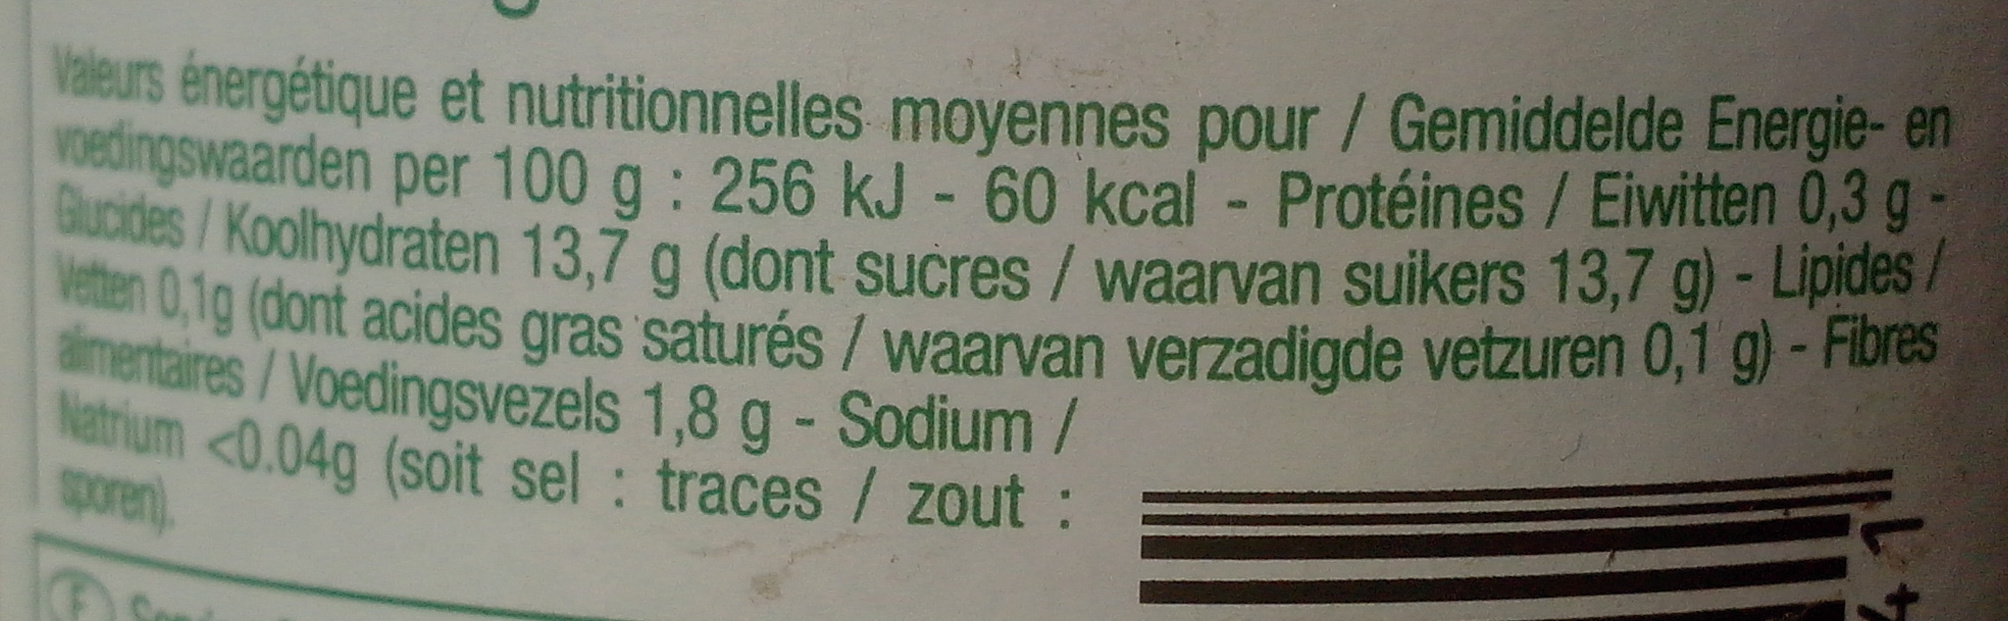 Valeurs énergétique et nutritionnelles moyennes pour / Gemiddelde Energie- en
voedingswaarden per 100 g : 256 kJ - 60 kcal - Protéines / Eiwitten 0,3 g -
Glucides / Koolhydraten 13,7 g (dont sucres / waarvan suikers 13,7 g) - Lipides /
Vetten 0,1g (dont acides gras saturés / waarvan verzadigde vetzuren 0,1 g) - Fibres
alimentaires / Voedingsvezels 1,8 g - Sodium /
Natrium <0.04g (soit sel : traces / zout :
sporen).
F